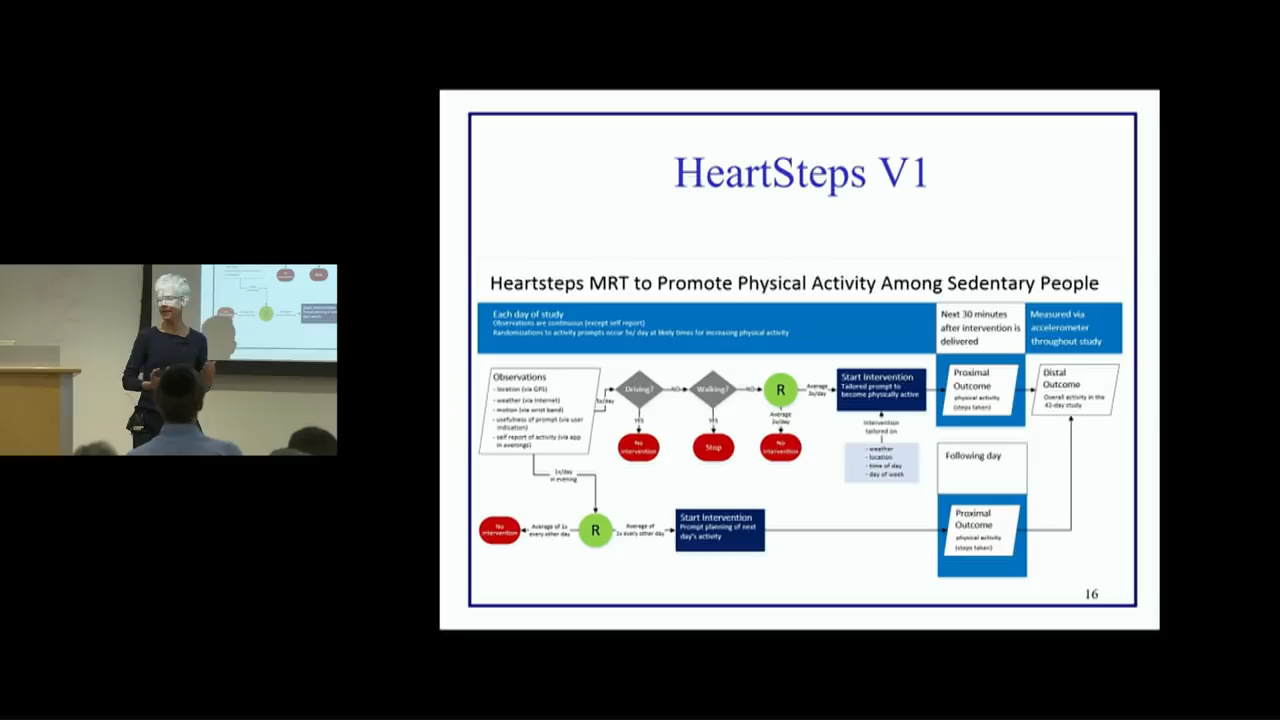 HeartSteps V1
Heartsteps MRT to Promote Physical Activity Among Sedentary People
Each day of study
Observations are continuous (except self report)
Randomizations to activity prompts occur 5x/ day at likely times for increasing physical activity
Next 30 minutes
after intervention is
delivered
Measured via
accelerometer
throughout study
Observations
- location (via GPS)
- weather (via internet)
- motion (via wrist band)
- usefulness of prompt (via user
indication)
- self report of activity (via app
in evenings)
5x/day
Driving?
NO
Walking?
NO
R
Average
3x/day
Start Intervention
Tailored prompt to
become physically active
Proximal
Outcome
physical activity
(steps taken)
Distal
Outcome
Overall activity in the
42-day study
YES
YES
Average
2x/day
No
Intervention
Stop
No
Intervention
Intervention
tailored on
- weather
- location
- time of day
- day of week
1x/day
in evening
Following day
No
Intervention
Average of 1x
every other day
R
Average of
1x every other day
Start Intervention
Prompt planning of next
day's activity
Proximal
Outcome
physical activity
(steps taken)
16